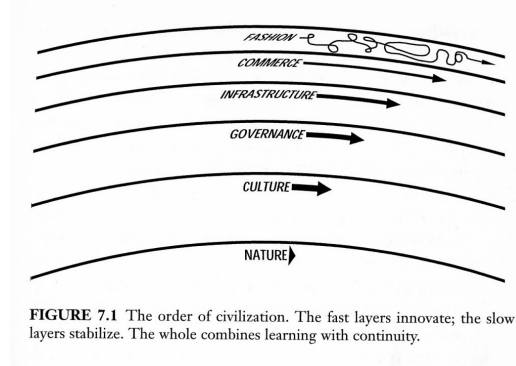 FASHION
COMMERCE
INFRASTRUCTURE
GOVERNANCE
CULTURE
NATURE
FIGURE 7.1 The order of civilization. The fast layers innovate; the slow
layers stabilize. The whole combines learning with continuity.